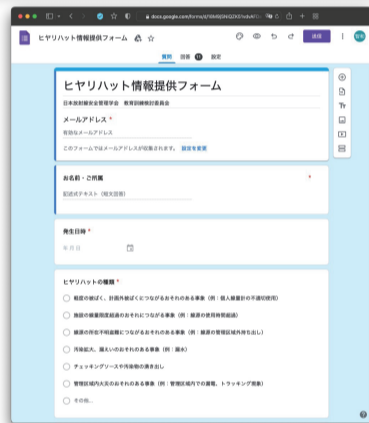 docs.google.com/forms/d/
ヒヤリハット情報提供フォーム
送信
質問 回答 設定
ヒヤリハット情報提供フォーム
日本放射線安全管理学会 教育訓練検討委員会
メールアドレス *
有効なメールアドレス
このフォームではメールアドレスが収集されます。 設定を変更
お名前・ご所属 *
記述式テキスト（短文回答）
発生日時 *
年月日
ヒヤリハットの種類 *
軽度の被ばく、計画外被ばくにつながるおそれのある事象（例：個人線量計の不適切使用）
施設の線量限度超過のおそれにつながる事象（例：線源の使用時間超過）
線源の所在不明盗難につながるおそれのある事象（例：線源の管理区域外持ち出し）
汚染拡大、漏えいのおそれのある事象（例：漏水）
チェッキングソースや汚染物の湧き出し
管理区域内火災のおそれのある事象（例：管理区域内での漏電、トラッキング現象）
その他...